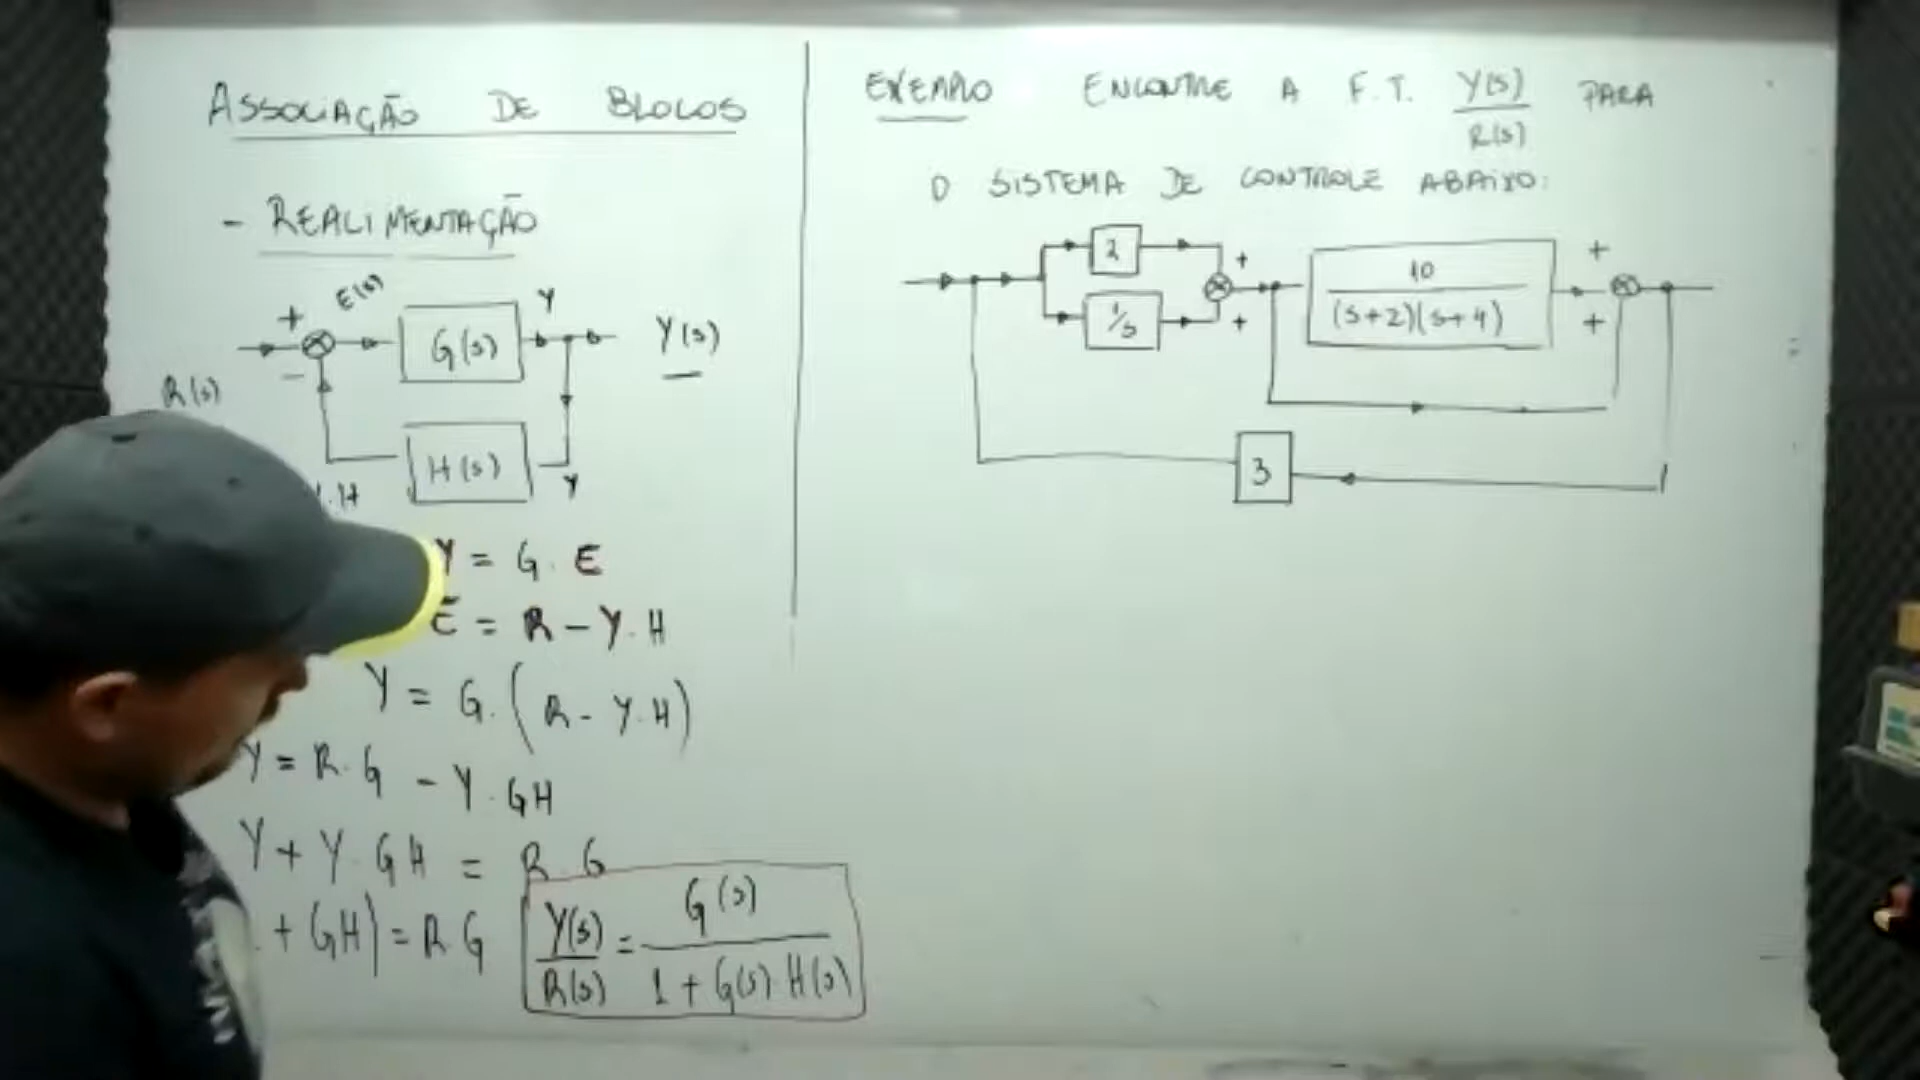 ASSOCIAÇÃO DE BLOCOS
- REALIMENTAÇÃO
+ E(s) Y
G(s) Y(s)
-
R(s)
H(s)
.H Y
Y = G. E
E = R - Y.H
Y = G.(R - Y.H)
Y = R.G - Y.GH
Y + Y.GH = R.G
+ GH) = R.G
Y(s)/R(s) = G(s)/1 + G(s).H(s)
EXEMPLO ENCONTRE A F.T. Y(s)/R(s) PARA
O SISTEMA DE CONTROLE ABAIXO:
2 + 10 +
1/s + (s+2)(s+4) +
3